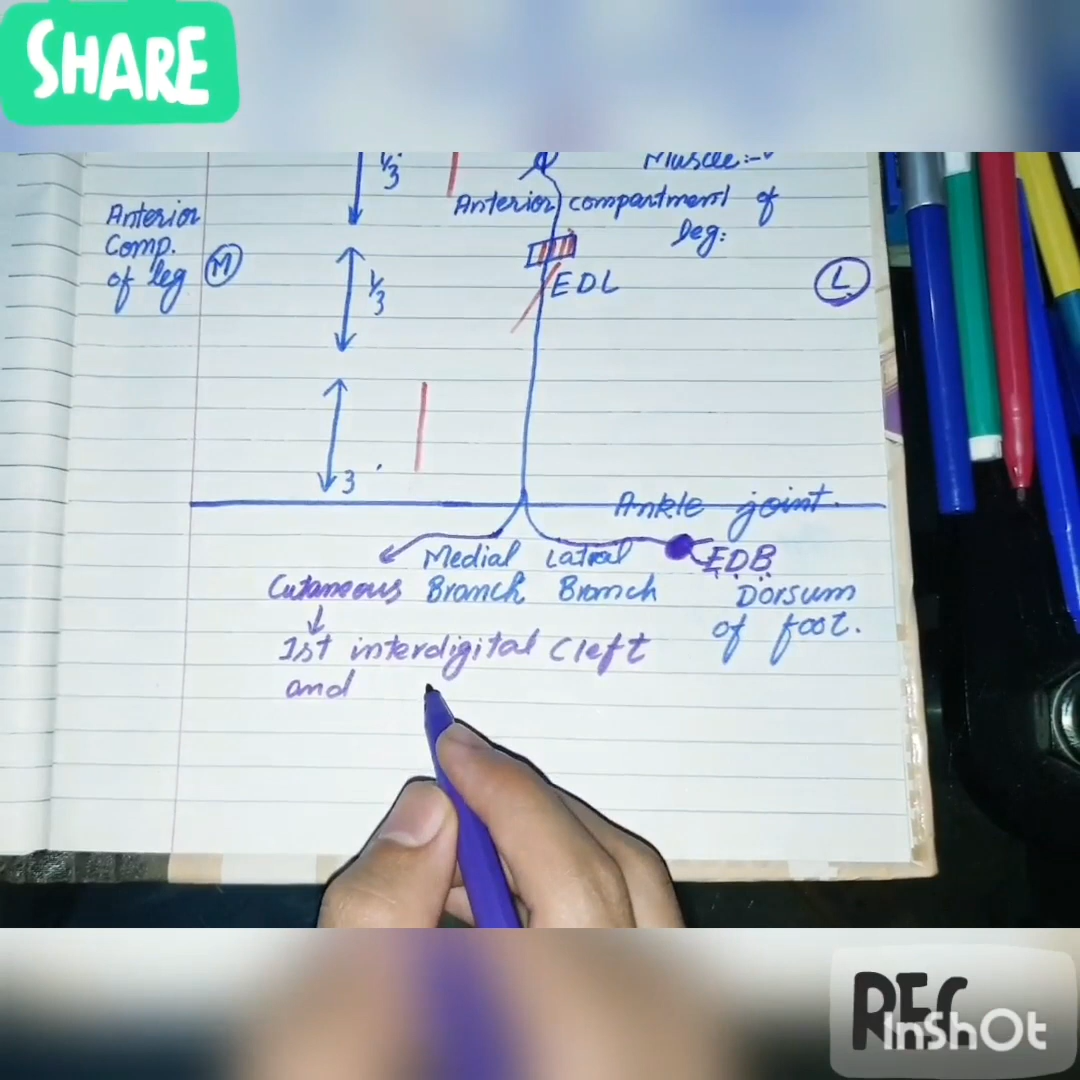 SHARE
1/3
Muscle:-
Anterior compartment of
leg:
Anterior
Comp.
of leg
M
1/3
EDL
L
3
Ankle joint.
Medial Latral EDB
Cutaneous Branch Branch Dorsum
of foot.
1st interdigital Cleft
and
REC
InShOt